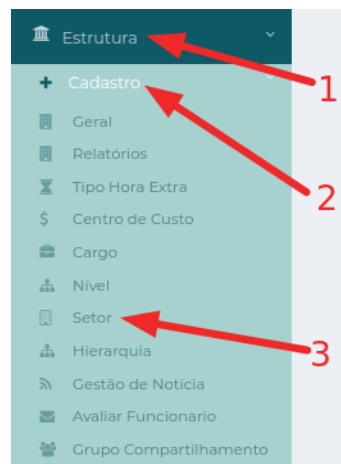 Estrutura
1
Cadastro
2
Geral
Relatórios
Tipo Hora Extra
$ Centro de Custo
Cargo
Nível
Setor
3
Hierarquia
Gestão de Notícia
Avaliar Funcionario
Grupo Compartilhamento